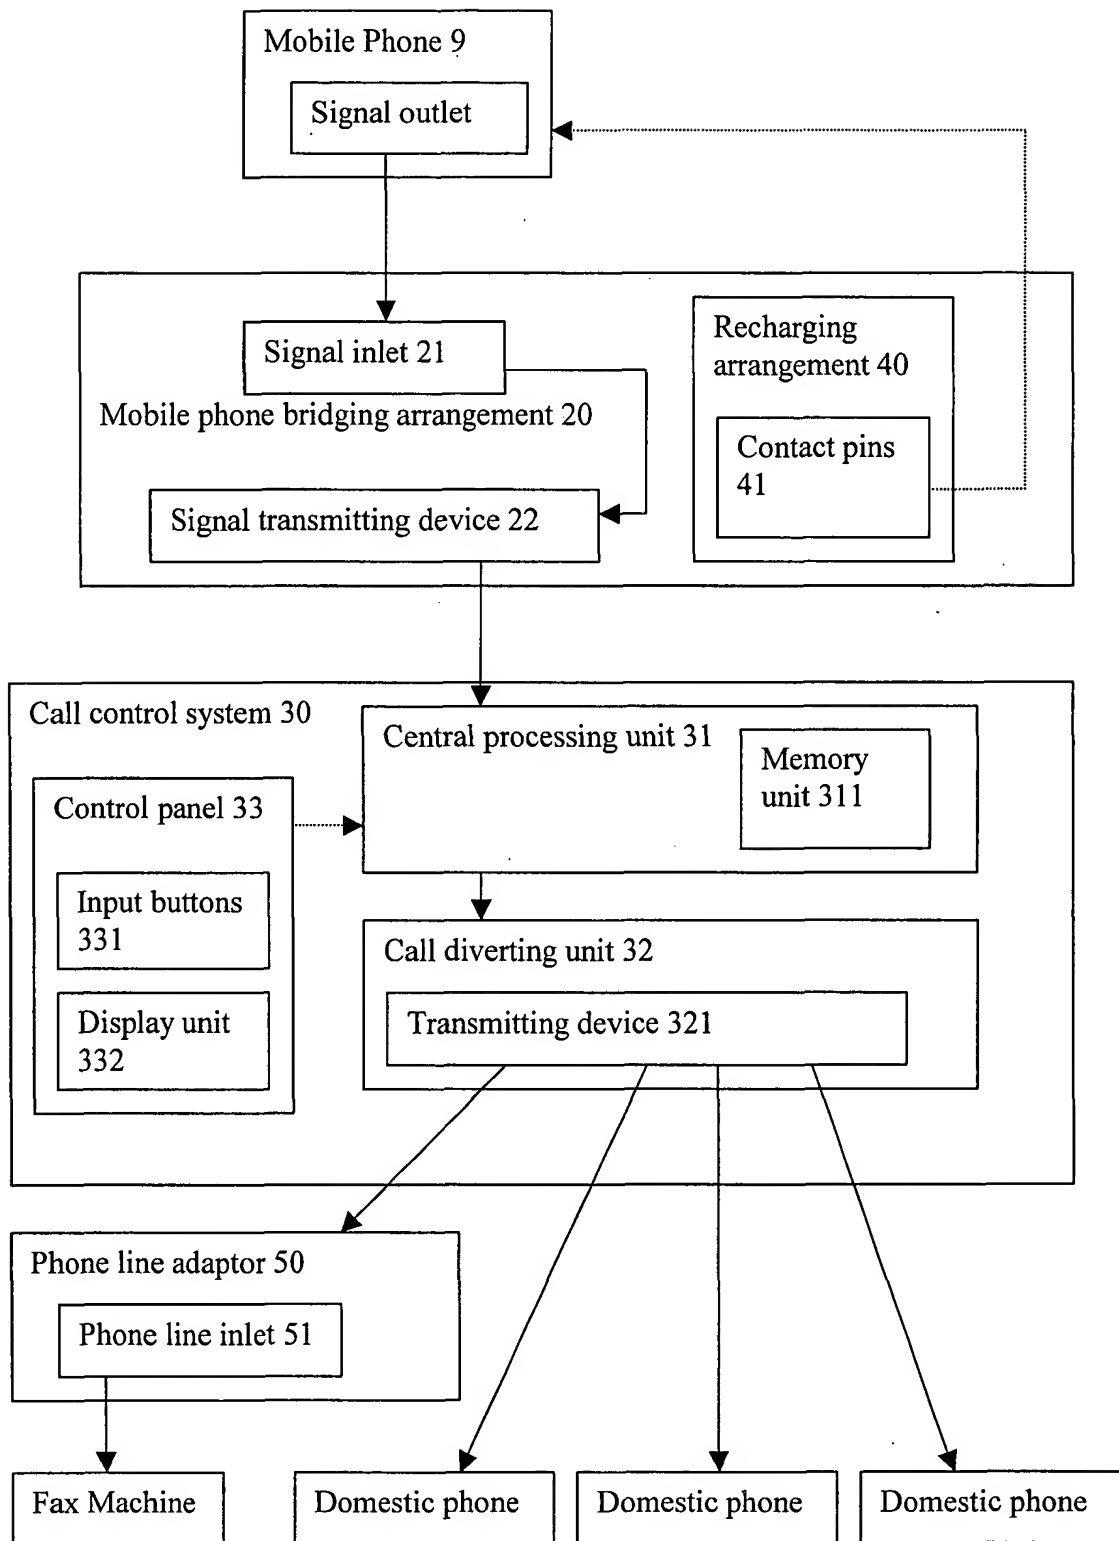 Mobile Phone 9
Signal outlet
Signal inlet 21
Mobile phone bridging arrangement 20
Signal transmitting device 22
Recharging
arrangement 40
Contact pins
41
Call control system 30
Central processing unit 31
Memory
unit 311
Control panel 33
Input buttons
331
Display unit
332
Call diverting unit 32
Transmitting device 321
Phone line adaptor 50
Phone line inlet 51
Fax Machine
Domestic phone
Domestic phone
Domestic phone